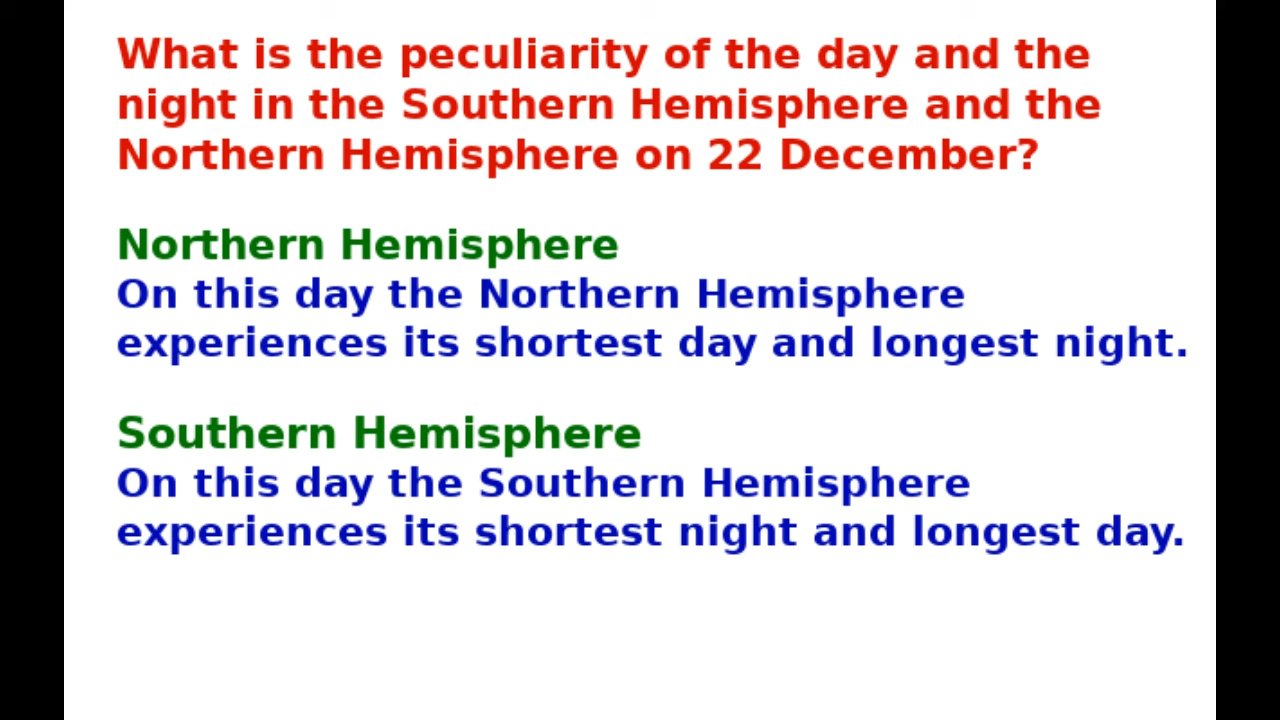 What is the peculiarity of the day and the
night in the Southern Hemisphere and the
Northern Hemisphere on 22 December?
Northern Hemisphere
On this day the Northern Hemisphere
experiences its shortest day and longest night.
Southern Hemisphere
On this day the Southern Hemisphere
experiences its shortest night and longest day.